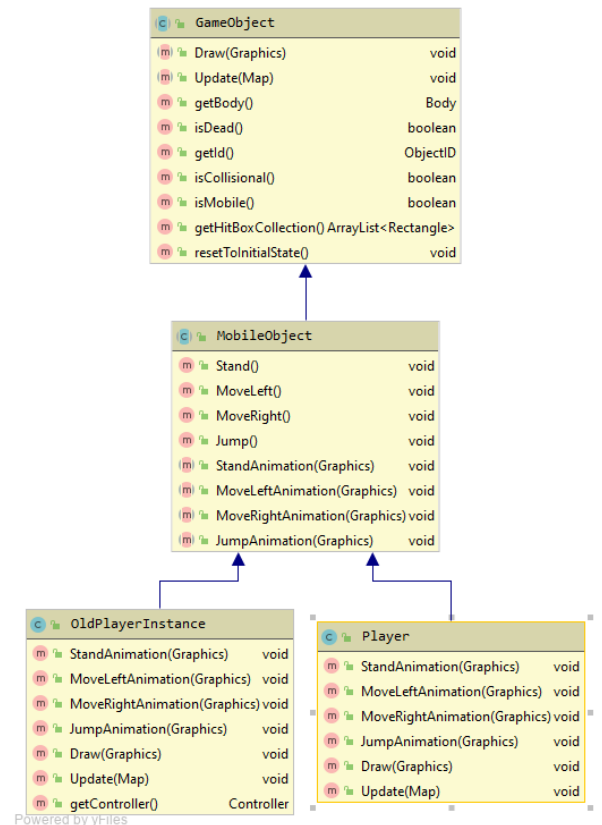 GameObject
Draw(Graphics) void
Update(Map) void
getBody() Body
isDead() boolean
getId() ObjectID
isCollisional() boolean
isMobile() boolean
getHitBoxCollection() ArrayList<Rectangle>
resetToInitialState() void
MobileObject
Stand() void
MoveLeft() void
MoveRight() void
Jump() void
StandAnimation(Graphics) void
MoveLeftAnimation(Graphics) void
MoveRightAnimation(Graphics) void
JumpAnimation(Graphics) void
OldPlayerInstance
StandAnimation(Graphics) void
MoveLeftAnimation(Graphics) void
MoveRightAnimation(Graphics) void
JumpAnimation(Graphics) void
Draw(Graphics) void
Update(Map) void
getController() Controller
Player
StandAnimation(Graphics) void
MoveLeftAnimation(Graphics) void
MoveRightAnimation(Graphics) void
JumpAnimation(Graphics) void
Draw(Graphics) void
Update(Map) void
Powered by yFiles